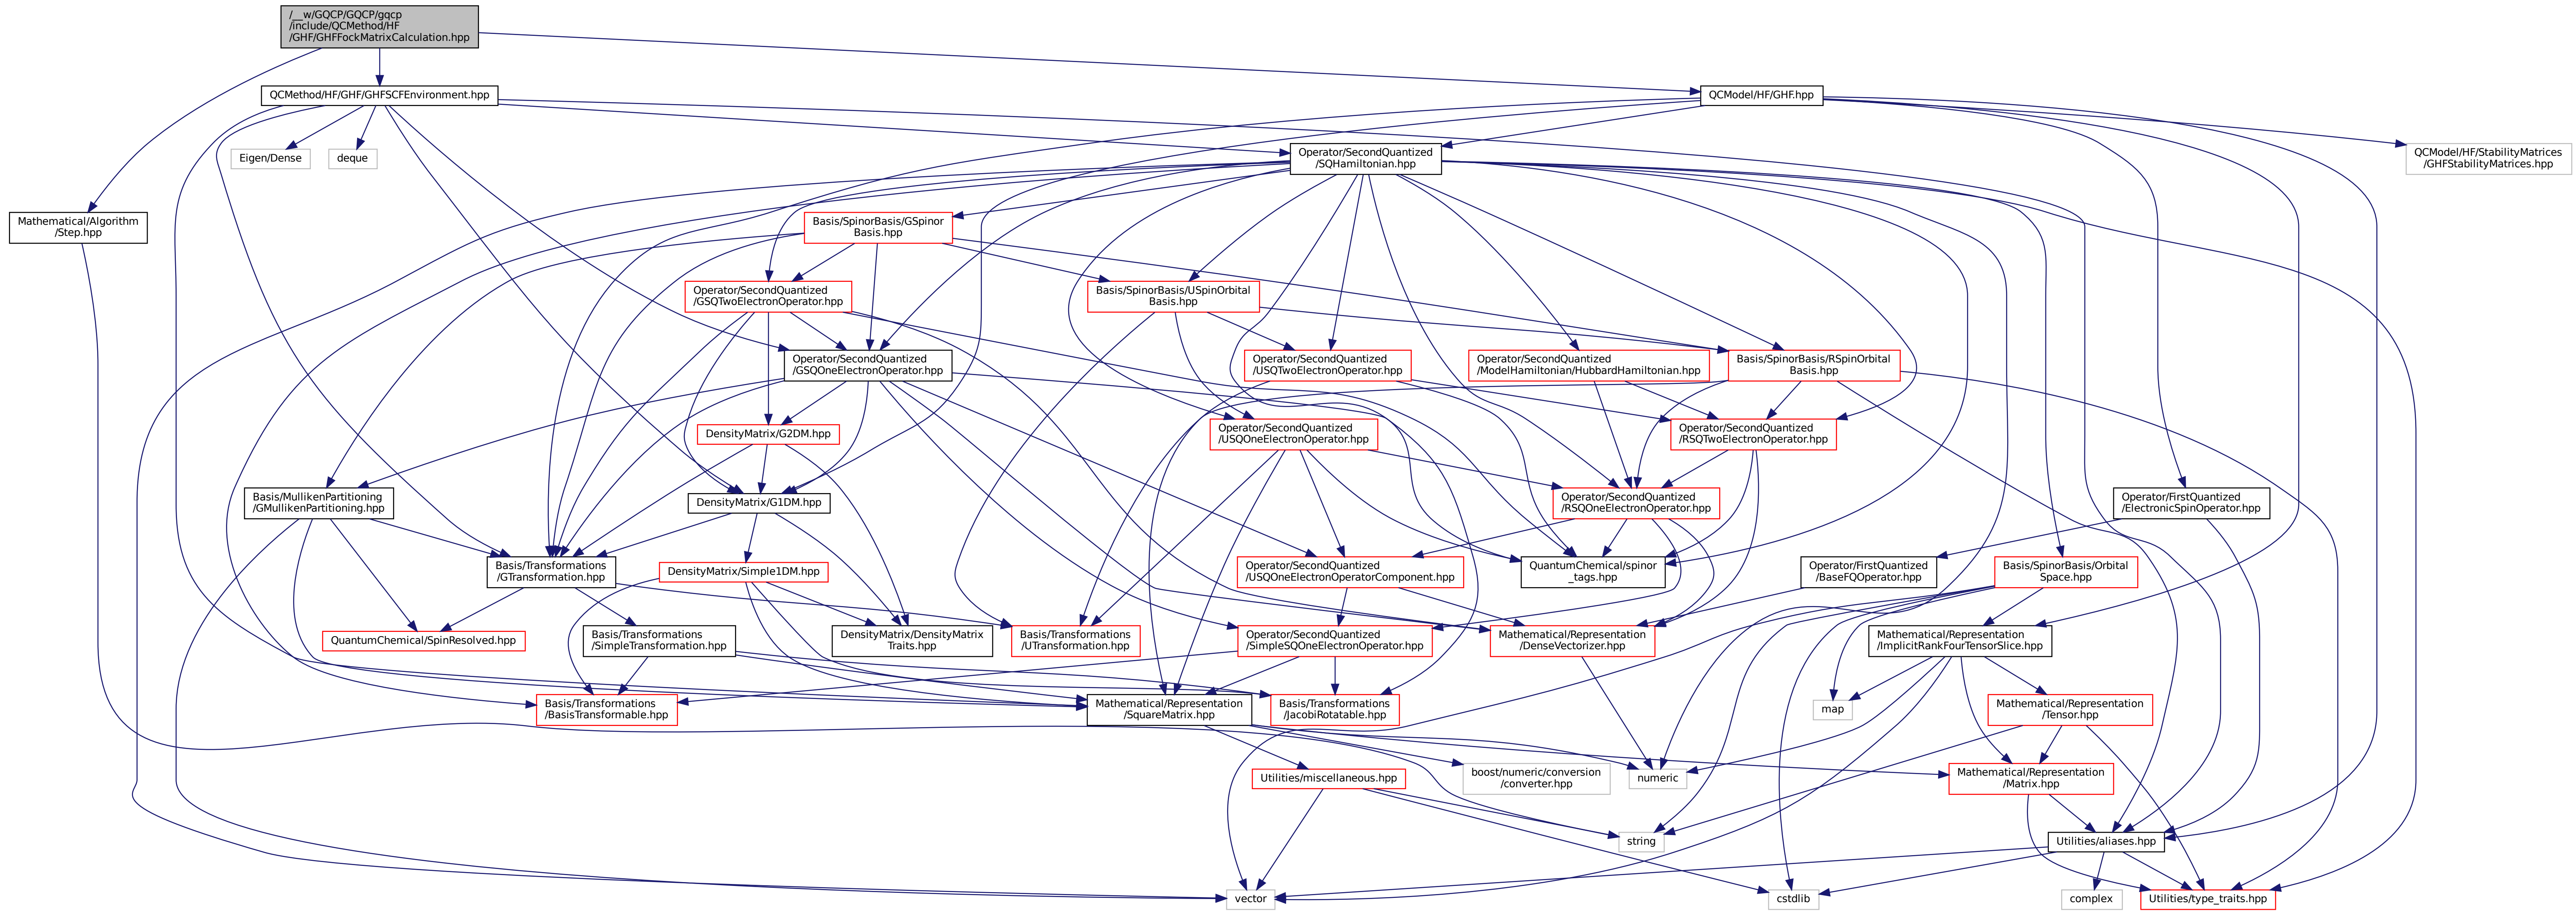 /__w/GQCP/GQCP/gqcp
/include/QCMethod/HF
/GHF/GHFFockMatrixCalculation.hpp
QCMethod/HF/GHF/GHFSCFEnvironment.hpp
QCModel/HF/GHF.hpp
Eigen/Dense
deque
Operator/SecondQuantized
/SQHamiltonian.hpp
QCModel/HF/StabilityMatrices
/GHFStabilityMatrices.hpp
Mathematical/Algorithm
/Step.hpp
Basis/SpinorBasis/GSpinor
Basis.hpp
Operator/SecondQuantized
/GSQTwoElectronOperator.hpp
Basis/SpinorBasis/USpinOrbital
Basis.hpp
Operator/SecondQuantized
/GSQOneElectronOperator.hpp
Operator/SecondQuantized
/USQTwoElectronOperator.hpp
Operator/SecondQuantized
/ModelHamiltonian/HubbardHamiltonian.hpp
Basis/SpinorBasis/RSpinOrbital
Basis.hpp
DensityMatrix/G2DM.hpp
Operator/SecondQuantized
/USQOneElectronOperator.hpp
Operator/SecondQuantized
/RSQTwoElectronOperator.hpp
Basis/MullikenPartitioning
/GMullikenPartitioning.hpp
DensityMatrix/G1DM.hpp
Operator/SecondQuantized
/RSQOneElectronOperator.hpp
Operator/FirstQuantized
/ElectronicSpinOperator.hpp
Basis/Transformations
/GTransformation.hpp
DensityMatrix/Simple1DM.hpp
Operator/SecondQuantized
/USQOneElectronOperatorComponent.hpp
QuantumChemical/spinor
_tags.hpp
Operator/FirstQuantized
/BaseFQOperator.hpp
Basis/SpinorBasis/Orbital
Space.hpp
QuantumChemical/SpinResolved.hpp
Basis/Transformations
/SimpleTransformation.hpp
DensityMatrix/DensityMatrix
Traits.hpp
Basis/Transformations
/UTransformation.hpp
Operator/SecondQuantized
/SimpleSQOneElectronOperator.hpp
Mathematical/Representation
/DenseVectorizer.hpp
Mathematical/Representation
/ImplicitRankFourTensorSlice.hpp
Basis/Transformations
/BasisTransformable.hpp
Mathematical/Representation
/SquareMatrix.hpp
Basis/Transformations
/JacobiRotatable.hpp
map
Mathematical/Representation
/Tensor.hpp
Utilities/miscellaneous.hpp
boost/numeric/conversion
/converter.hpp
numeric
Mathematical/Representation
/Matrix.hpp
string
Utilities/aliases.hpp
vector
cstdlib
complex
Utilities/type_traits.hpp